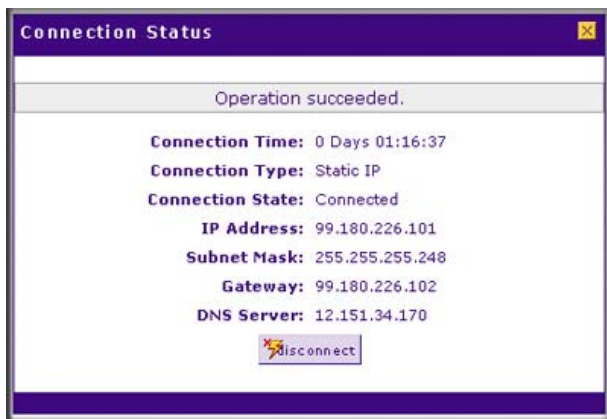 Connection Status
Operation succeeded.
Connection Time: 0 Days 01:16:37
Connection Type: Static IP
Connection State: Connected
IP Address: 99.180.226.101
Subnet Mask: 255.255.255.248
Gateway: 99.180.226.102
DNS Server: 12.151.34.170
disconnect